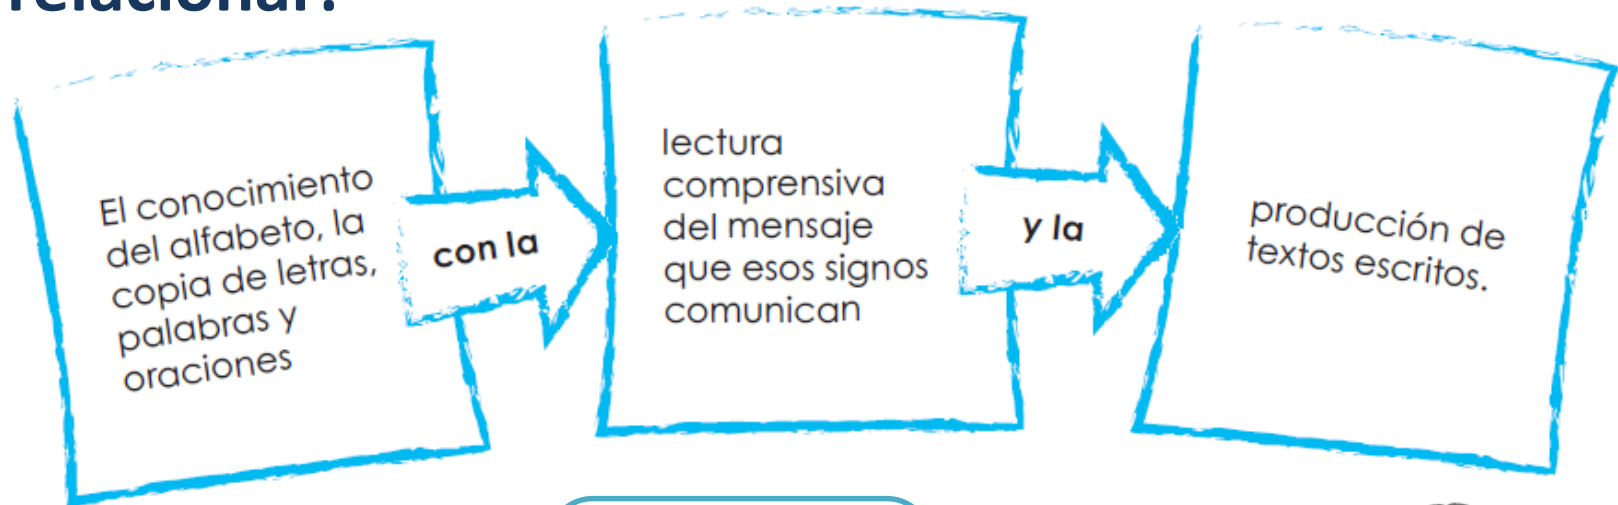 relacionar:
El conocimiento
del alfabeto, la
copia de letras,
palabras y
oraciones
con la
lectura
comprensiva
del mensaje
que esos signos
comunican
y la
producción de
textos escritos.